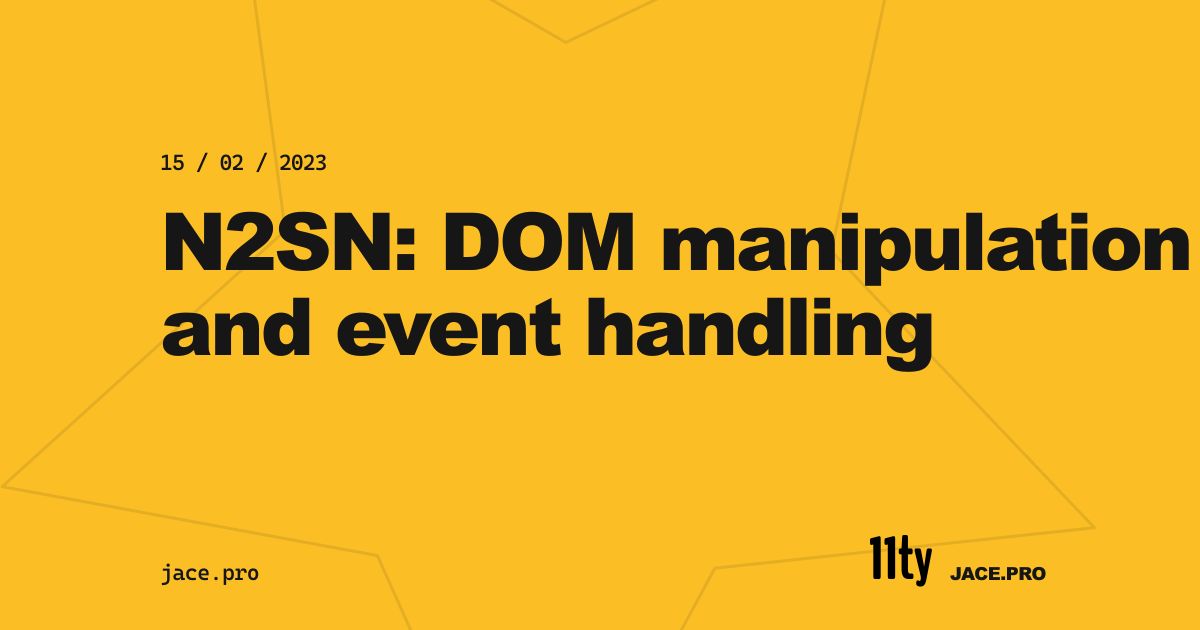 15 / 02 / 2023
N2SN: DOM manipulation
and event handling
jace.pro
11ty JACE.PRO